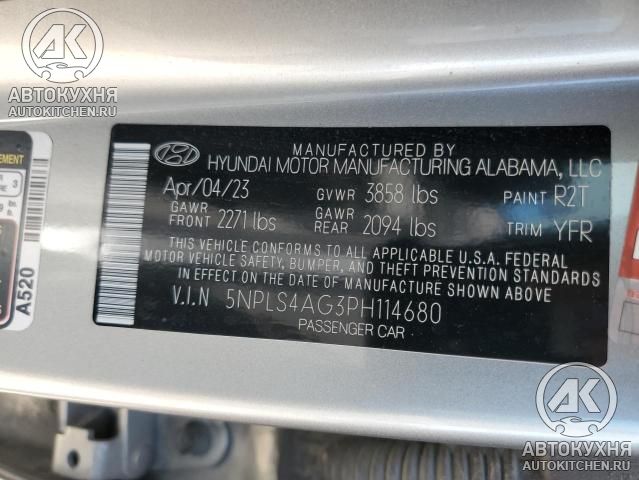 АВТОКУХНЯ
AUTOKITCHEN.RU
EMENT
RE 3
A520
MANUFACTURED BY
HYUNDAI MOTOR MANUFACTURING ALABAMA, LLC
Apr/04/23 GVWR 3858 lbs PAINT R2T
GAWR FRONT 2271 lbs GAWR REAR 2094 lbs TRIM YFR
THIS VEHICLE CONFORMS TO ALL APPLICABLE U.S.A. FEDERAL
MOTOR VEHICLE SAFETY, BUMPER, AND THEFT PREVENTION STANDARDS
IN EFFECT ON THE DATE OF MANUFACTURE SHOWN ABOVE
V.I.N 5NPLS4AG3PH114680
PASSENGER CAR
АВТОКУХНЯ
AUTOKITCHEN.RU